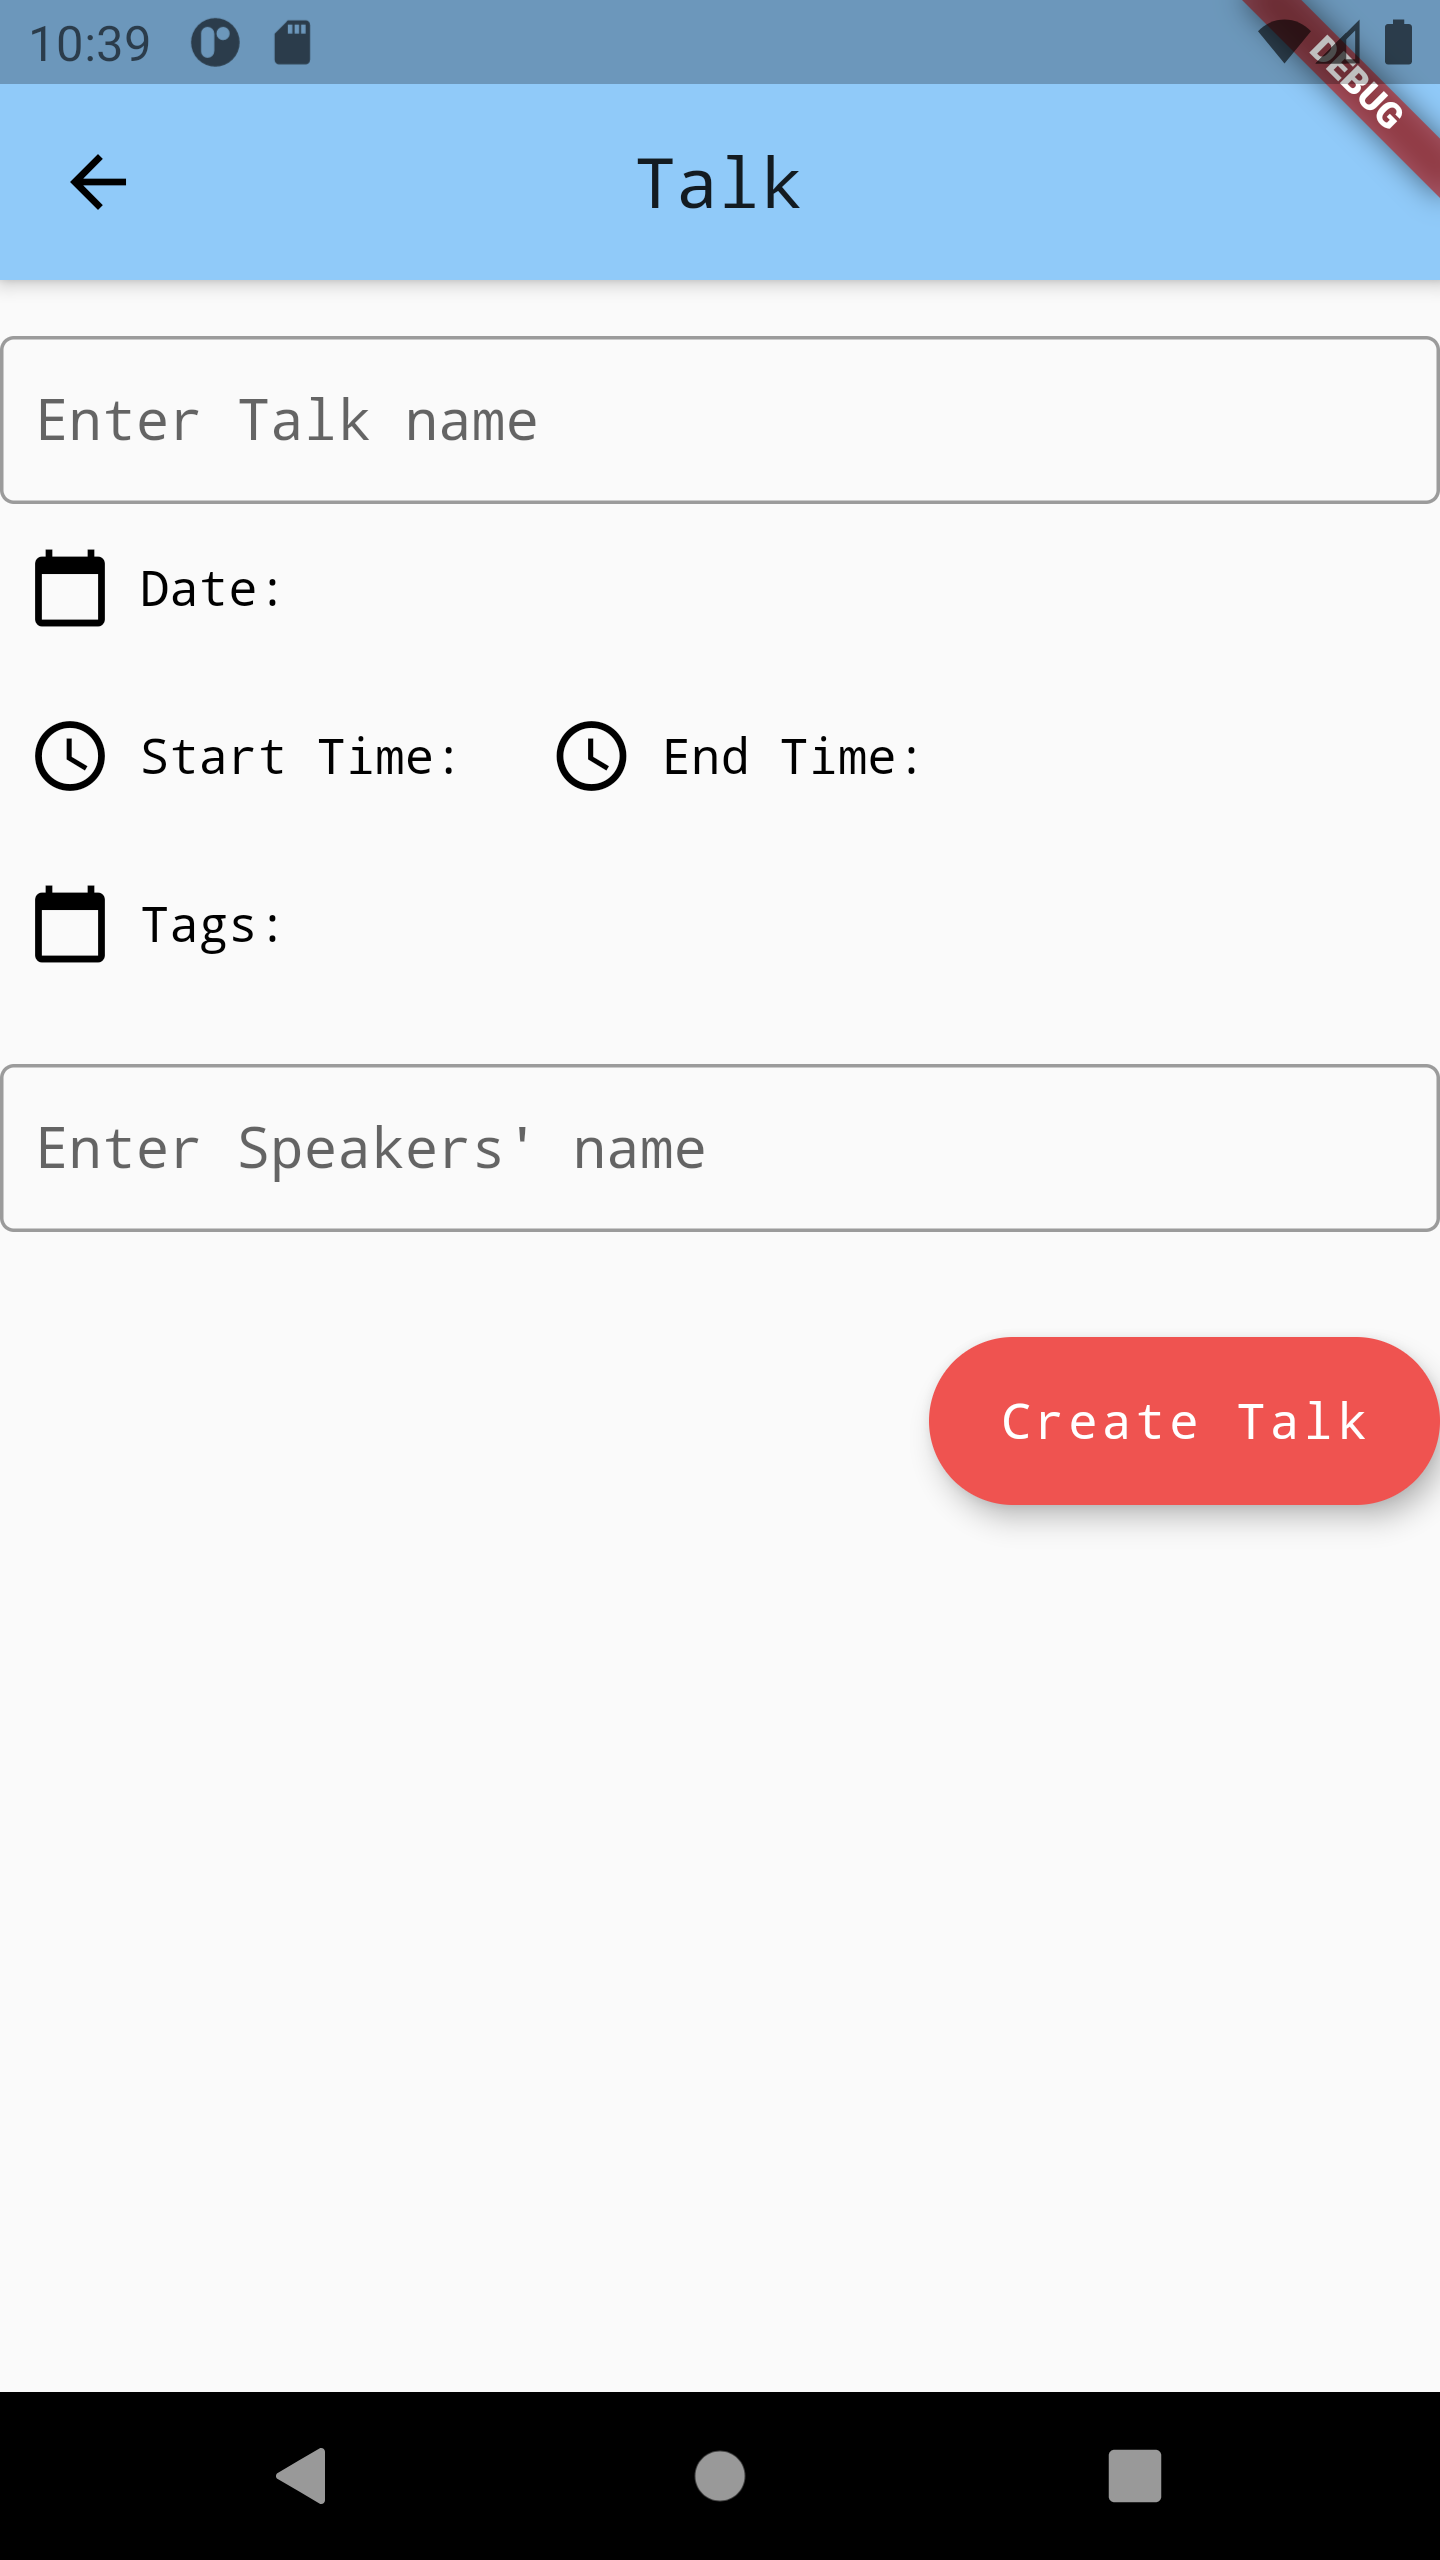 10:39
DEBUG
Talk
Enter Talk name
Date:
Start Time: End Time:
Tags:
Enter Speakers' name
Create Talk